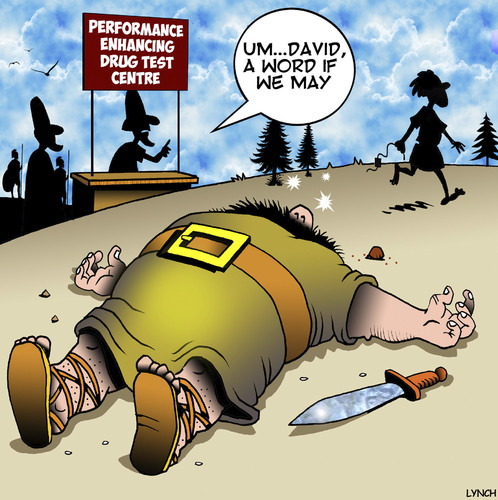 PERFORMANCE
ENHANCING
DRUG TEST
CENTRE
UM...DAVID,
A WORD IF
WE MAY
LYNCH